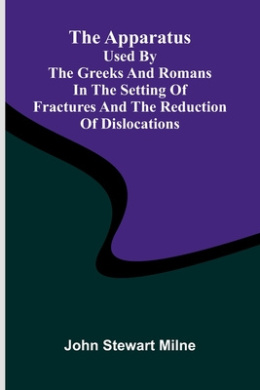 The Apparatus
Used By
The Greeks And Romans
In The Setting Of
Fractures And The Reduction
Of Dislocations
John Stewart Milne